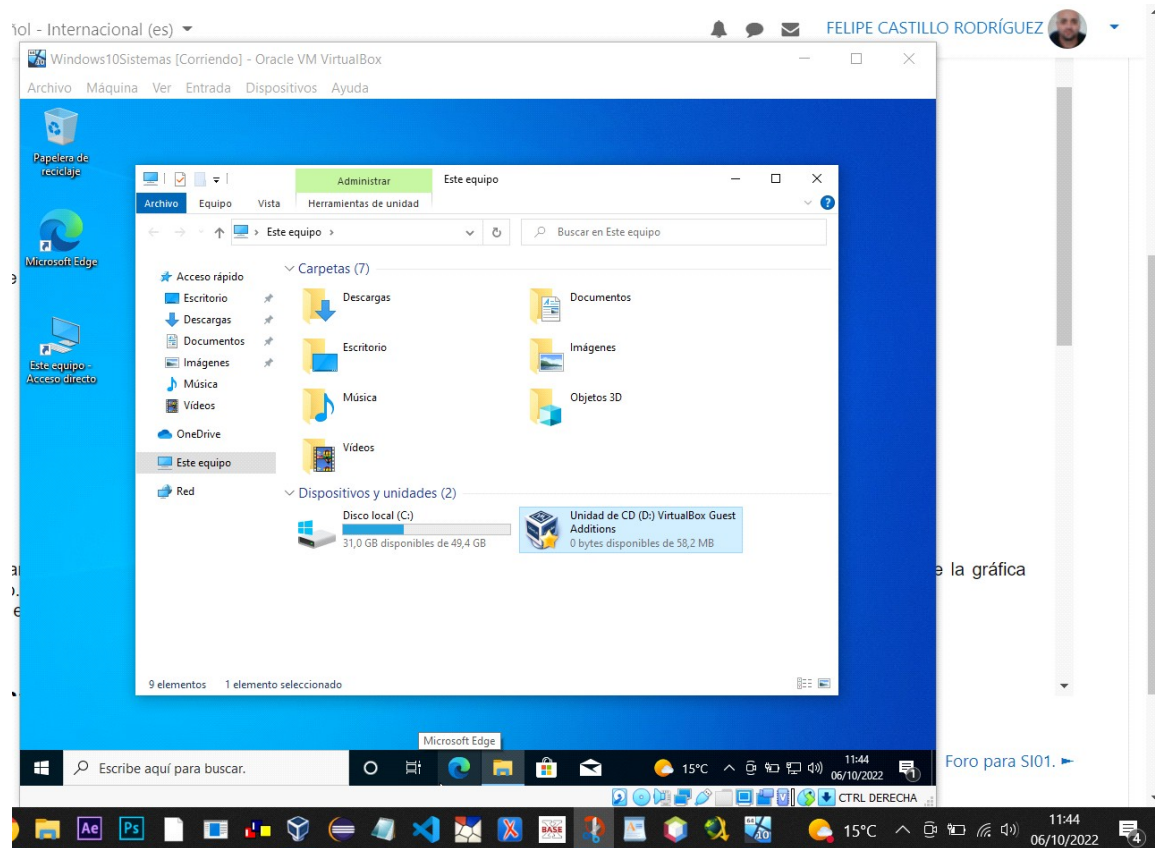 ñol - Internacional (es)
FELIPE CASTILLO RODRÍGUEZ
Windows10Sistemas [Corriendo] - Oracle VM VirtualBox
Archivo Máquina Ver Entrada Dispositivos Ayuda
Papelera de
reciclaje
Microsoft Edge
Este equipo -
Acceso directo
Administrar
Este equipo
Archivo Equipo Vista Herramientas de unidad
Este equipo
Buscar en Este equipo
Acceso rápido
Escritorio
Descargas
Documentos
Imágenes
Música
Vídeos
OneDrive
Este equipo
Red
Carpetas (7)
Descargas
Documentos
Escritorio
Imágenes
Música
Objetos 3D
Vídeos
Dispositivos y unidades (2)
Disco local (C:)
31,0 GB disponibles de 49,4 GB
Unidad de CD (D:) VirtualBox Guest
Additions
0 bytes disponibles de 58,2 MB
9 elementos 1 elemento seleccionado
e la gráfica
Microsoft Edge
Escribe aquí para buscar.
15°C
11:44
06/10/2022
1
Foro para SI01.
CTRL DERECHA
Ae
Ps
BASE
10
15°C
11:44
06/10/2022
4